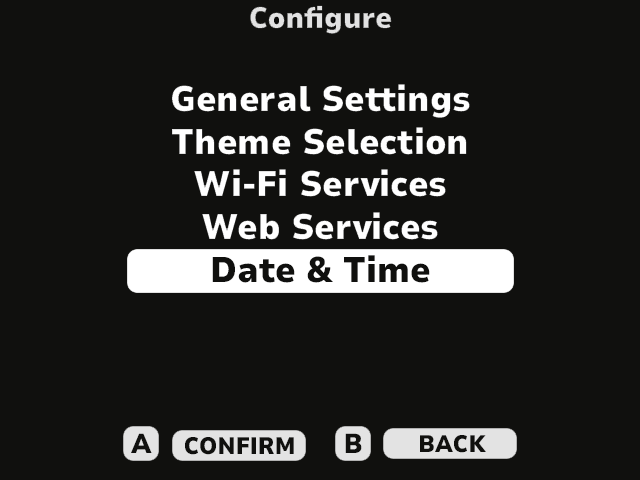 Configure
General Settings
Theme Selection
Wi-Fi Services
Web Services
Date & Time
A CONFIRM B BACK